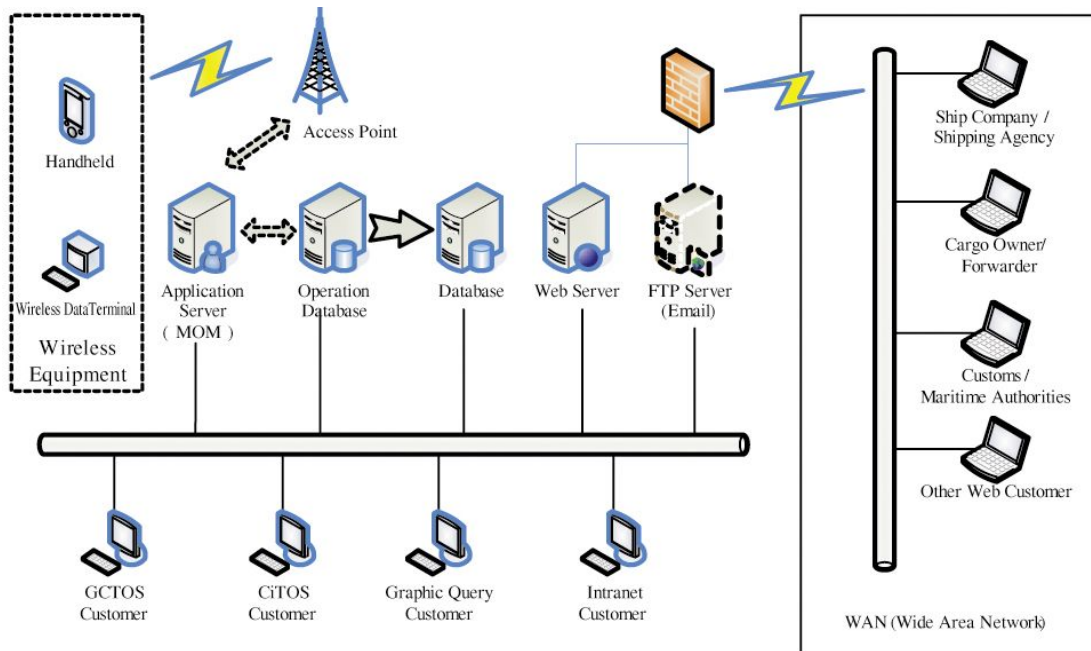 Handheld
Wireless DataTerminal
Wireless
Equipment
Access Point
Application
Server
( MOM )
Operation
Database
Database
Web Server
FTP Server
(Email)
GCTOS
Customer
CiTOS
Customer
Graphic Query
Customer
Intranet
Customer
Ship Company /
Shipping Agency
Cargo Owner/
Forwarder
Customs /
Maritime Authorities
Other Web Customer
WAN (Wide Area Network)